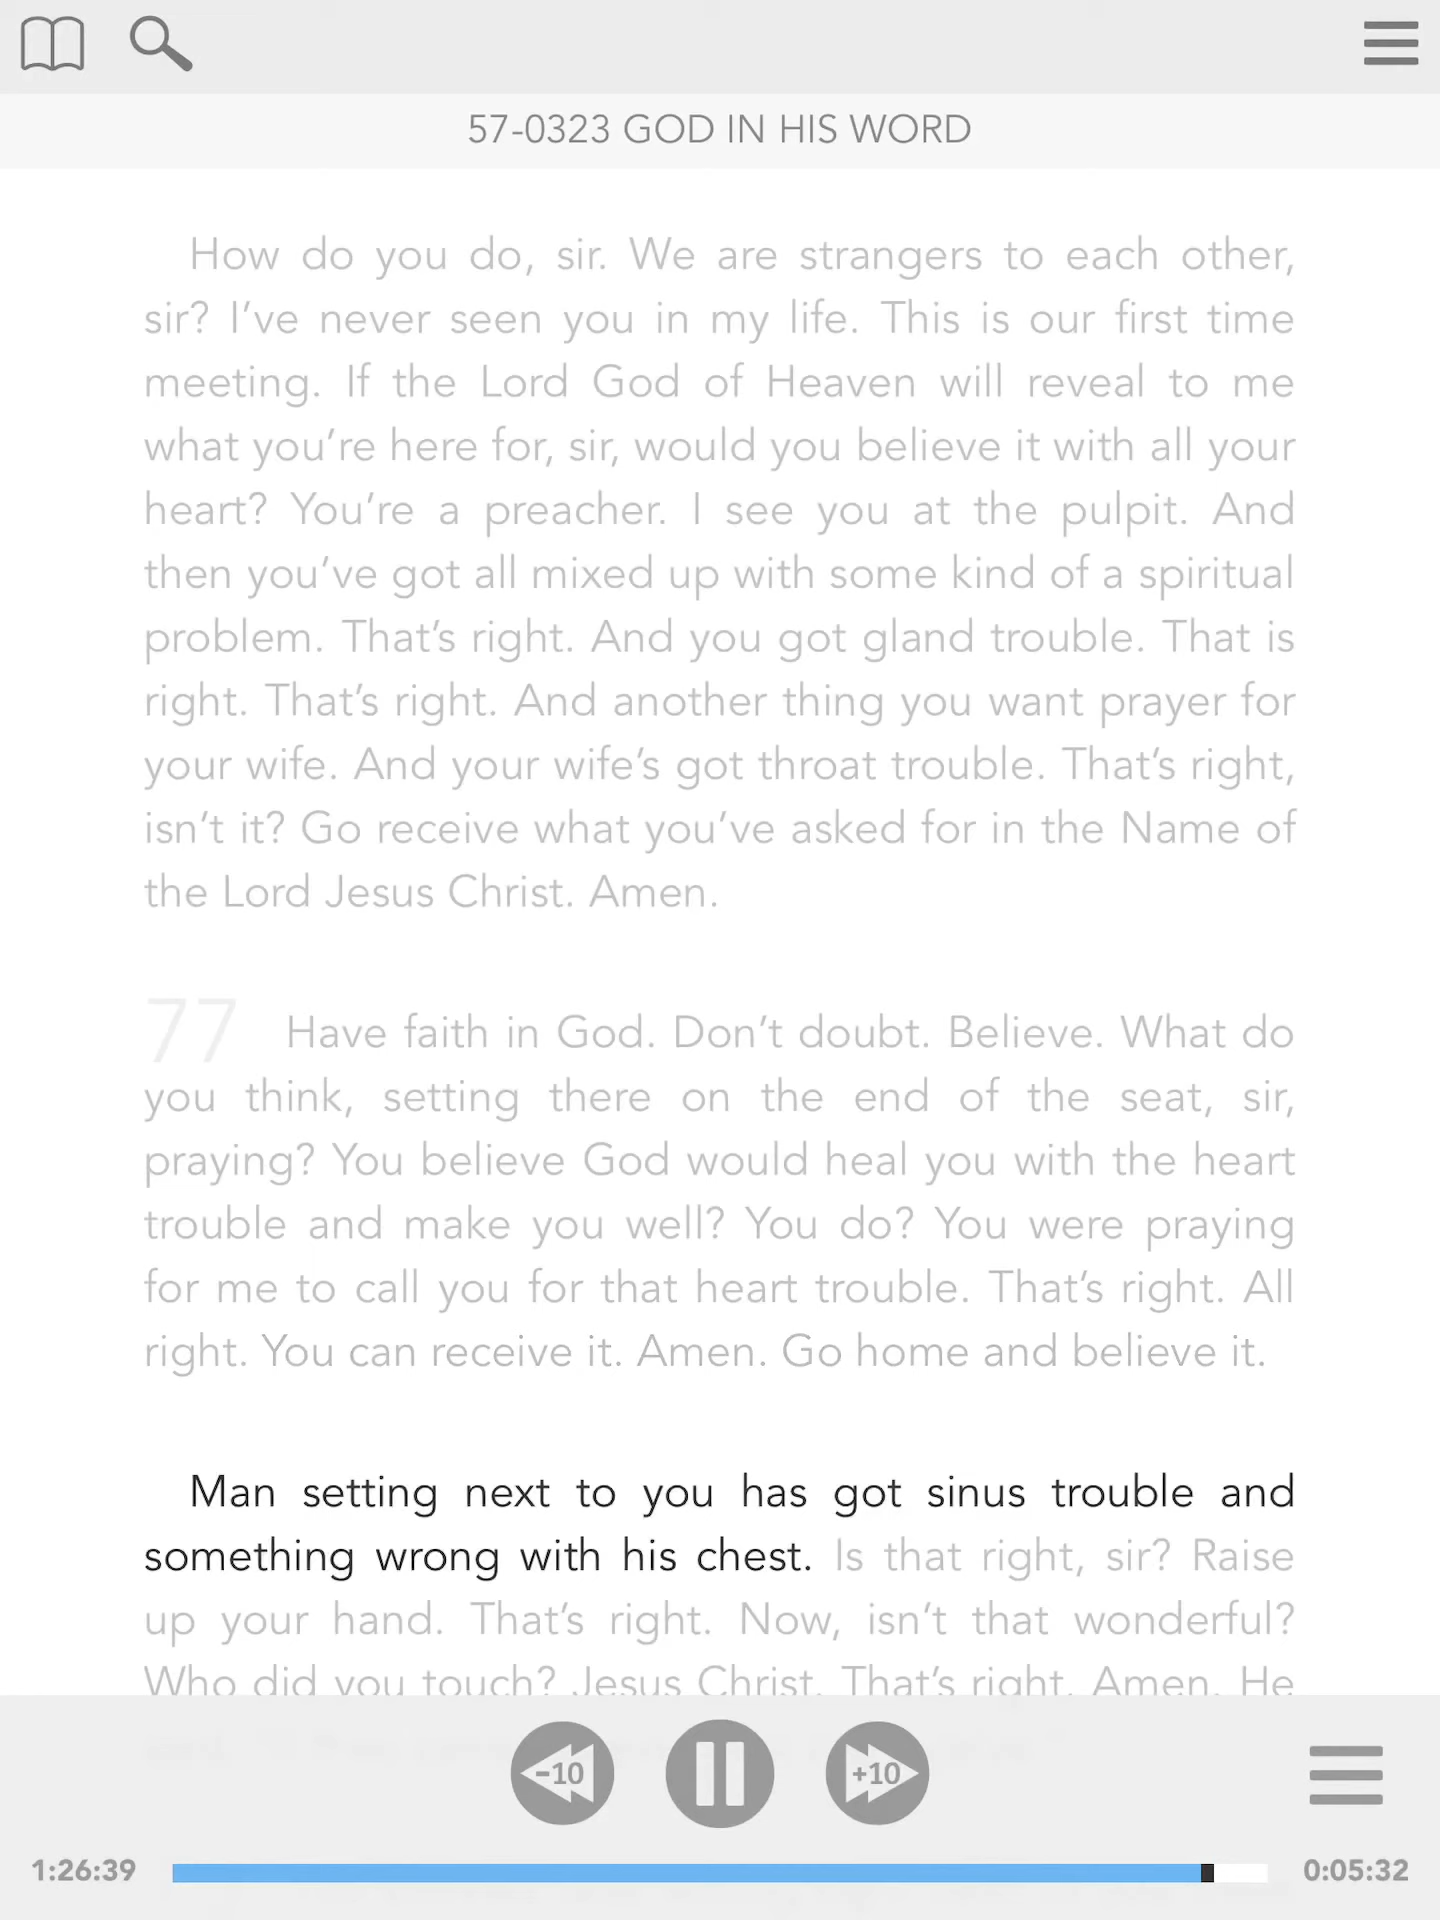 57-0323 GOD IN HIS WORD
How do you do, sir. We are strangers to each other,
sir? I’ve never seen you in my life. This is our first time
meeting. If the Lord God of Heaven will reveal to me
what you’re here for, sir, would you believe it with all your
heart? You’re a preacher. I see you at the pulpit. And
then you’ve got all mixed up with some kind of a spiritual
problem. That’s right. And you got gland trouble. That is
right. That’s right. And another thing you want prayer for
your wife. And your wife’s got throat trouble. That’s right,
isn’t it? Go receive what you’ve asked for in the Name of
the Lord Jesus Christ. Amen.
77 Have faith in God. Don’t doubt. Believe. What do
you think, setting there on the end of the seat, sir,
praying? You believe God would heal you with the heart
trouble and make you well? You do? You were praying
for me to call you for that heart trouble. That’s right. All
right. You can receive it. Amen. Go home and believe it.
Man setting next to you has got sinus trouble and
something wrong with his chest. Is that right, sir? Raise
up your hand. That’s right. Now, isn’t that wonderful?
Who did you touch? Jesus Christ. That’s right. Amen. He
-10 +10
1:26:39 0:05:32